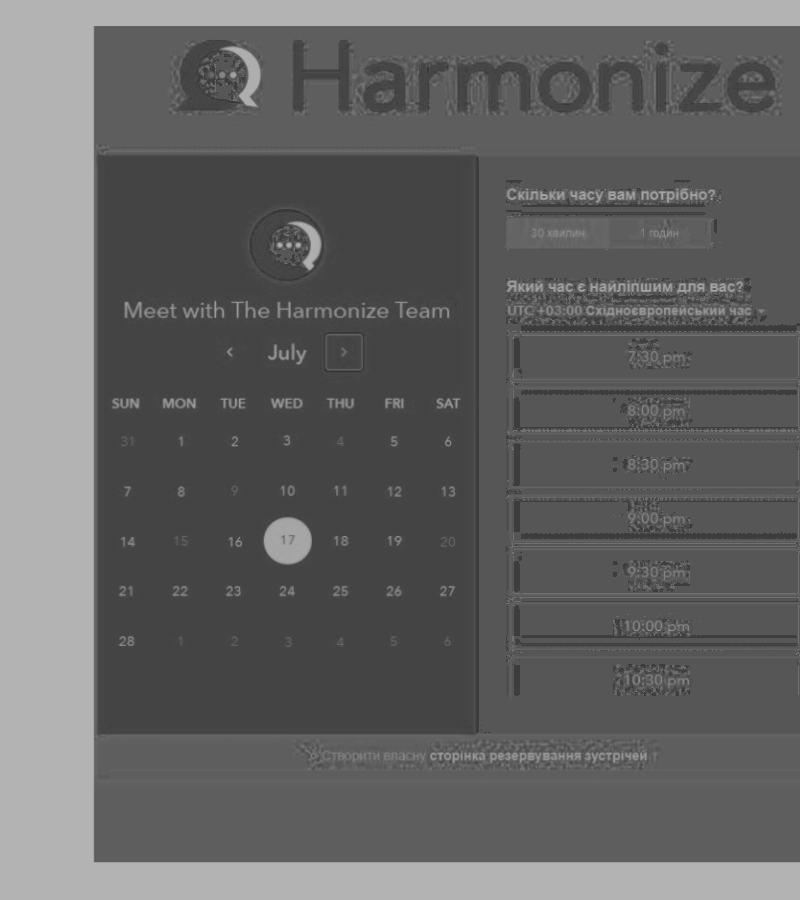 Harmonize
Meet with The Harmonize Team
July
SUN MON TUE WED THU FRI SAT
31 1 2 3 4 5 6
7 8 9 10 11 12 13
14 15 16 17 18 19 20
21 22 23 24 25 26 27
28 1 2 3 4 5 6
Скільки часу вам потрібно?
30 хвилин 1 годин
Який час є найліпшим для вас?
UTC +03:00 Східноєвропейський час
7:30 pm
8:00 pm
8:30 pm
9:00 pm
9:30 pm
10:00 pm
10:30 pm
Створити власну сторінка резервування зустрічей